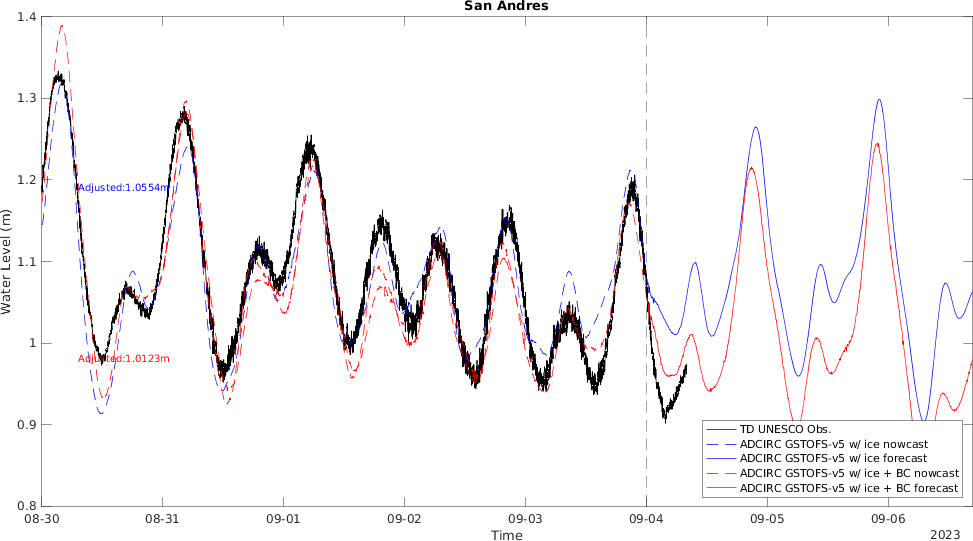 San Andres
1.4
1.3
1.2
1.1
1
0.9
0.8
Water Level (m)
Adjusted:1.0554m
Adjusted:1.0123m
TD UNESCO Obs.
ADCIRC GSTOFS-v5 w/ ice nowcast
ADCIRC GSTOFS-v5 w/ ice forecast
ADCIRC GSTOFS-v5 w/ ice + BC nowcast
ADCIRC GSTOFS-v5 w/ ice + BC forecast
08-30 08-31 09-01 09-02 09-03 09-04 09-05 09-06
Time
2023